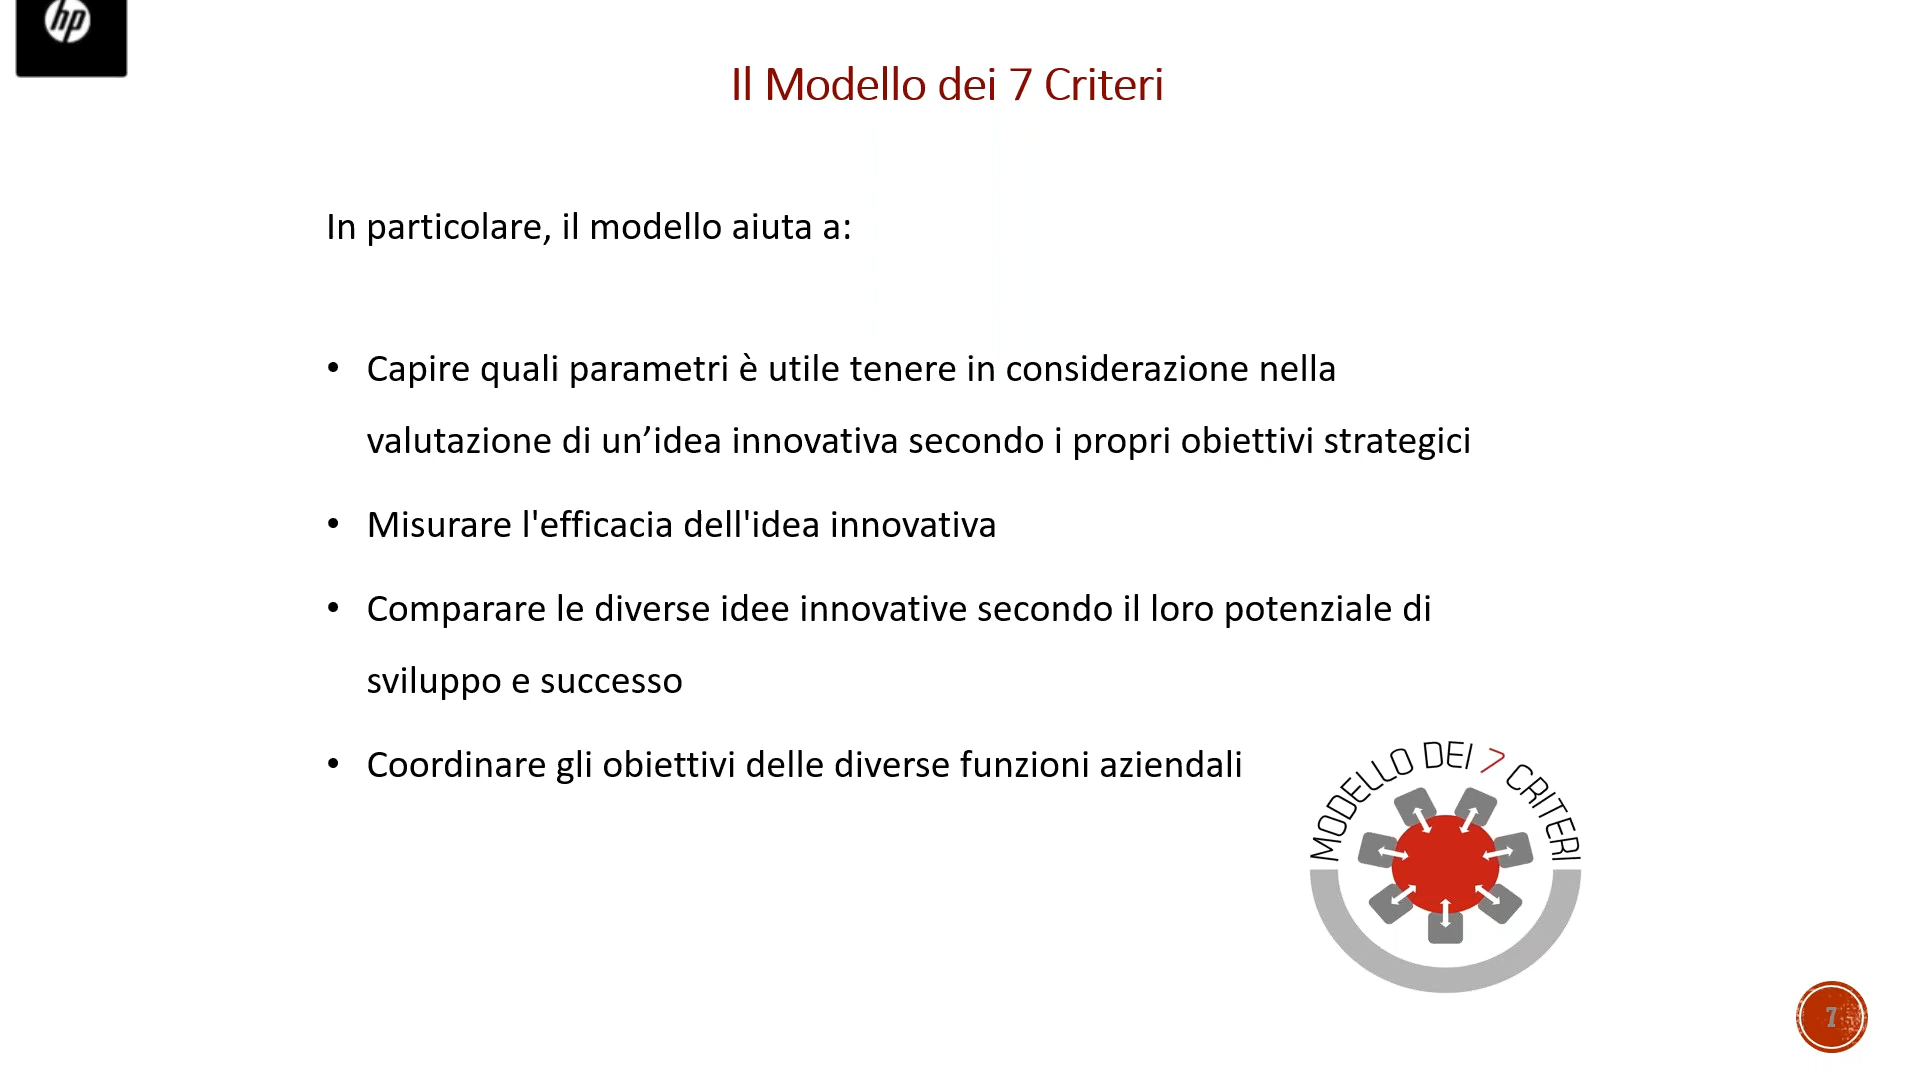 hp
Il Modello dei 7 Criteri
In particolare, il modello aiuta a:
• Capire quali parametri è utile tenere in considerazione nella
valutazione di un’idea innovativa secondo i propri obiettivi strategici
• Misurare l'efficacia dell'idea innovativa
• Comparare le diverse idee innovative secondo il loro potenziale di
sviluppo e successo
• Coordinare gli obiettivi delle diverse funzioni aziendali
MODELLO DEI 7 CRITERI
7